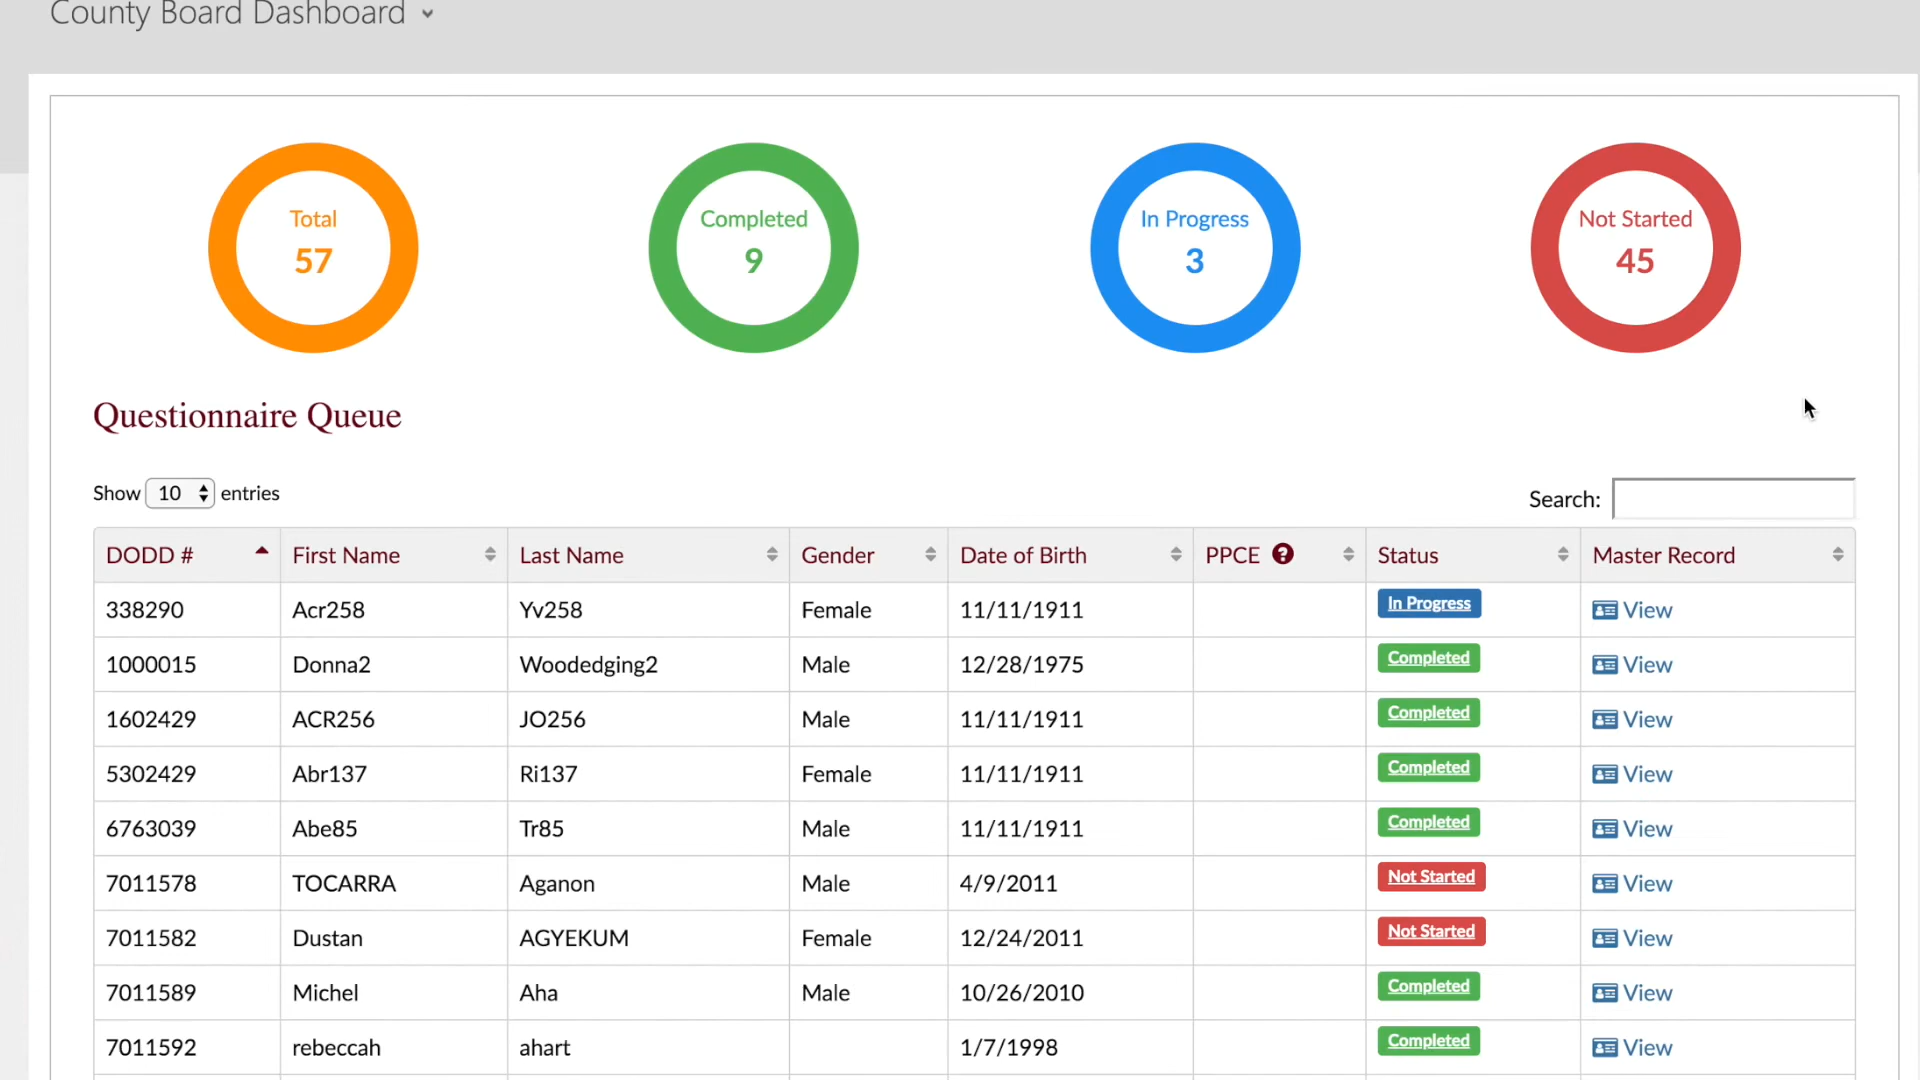 County Board Dashboard
Total Completed In Progress Not Started
57 9 3 45
Questionnaire Queue
Show 10 entries
Search:
DODD # First Name Last Name Gender Date of Birth PPCE ? Status Master Record
338290 Acr258 Yv258 Female 11/11/1911 In Progress View
1000015 Donna2 Woodedging2 Male 12/28/1975 Completed View
1602429 ACR256 JO256 Male 11/11/1911 Completed View
5302429 Abr137 Ri137 Female 11/11/1911 Completed View
6763039 Abe85 Tr85 Male 11/11/1911 Completed View
7011578 TOCARRA Aganon Male 4/9/2011 Not Started View
7011582 Dustan AGYEKUM Female 12/24/2011 Not Started View
7011589 Michel Aha Male 10/26/2010 Completed View
7011592 rebeccah ahart 1/7/1998 Completed View